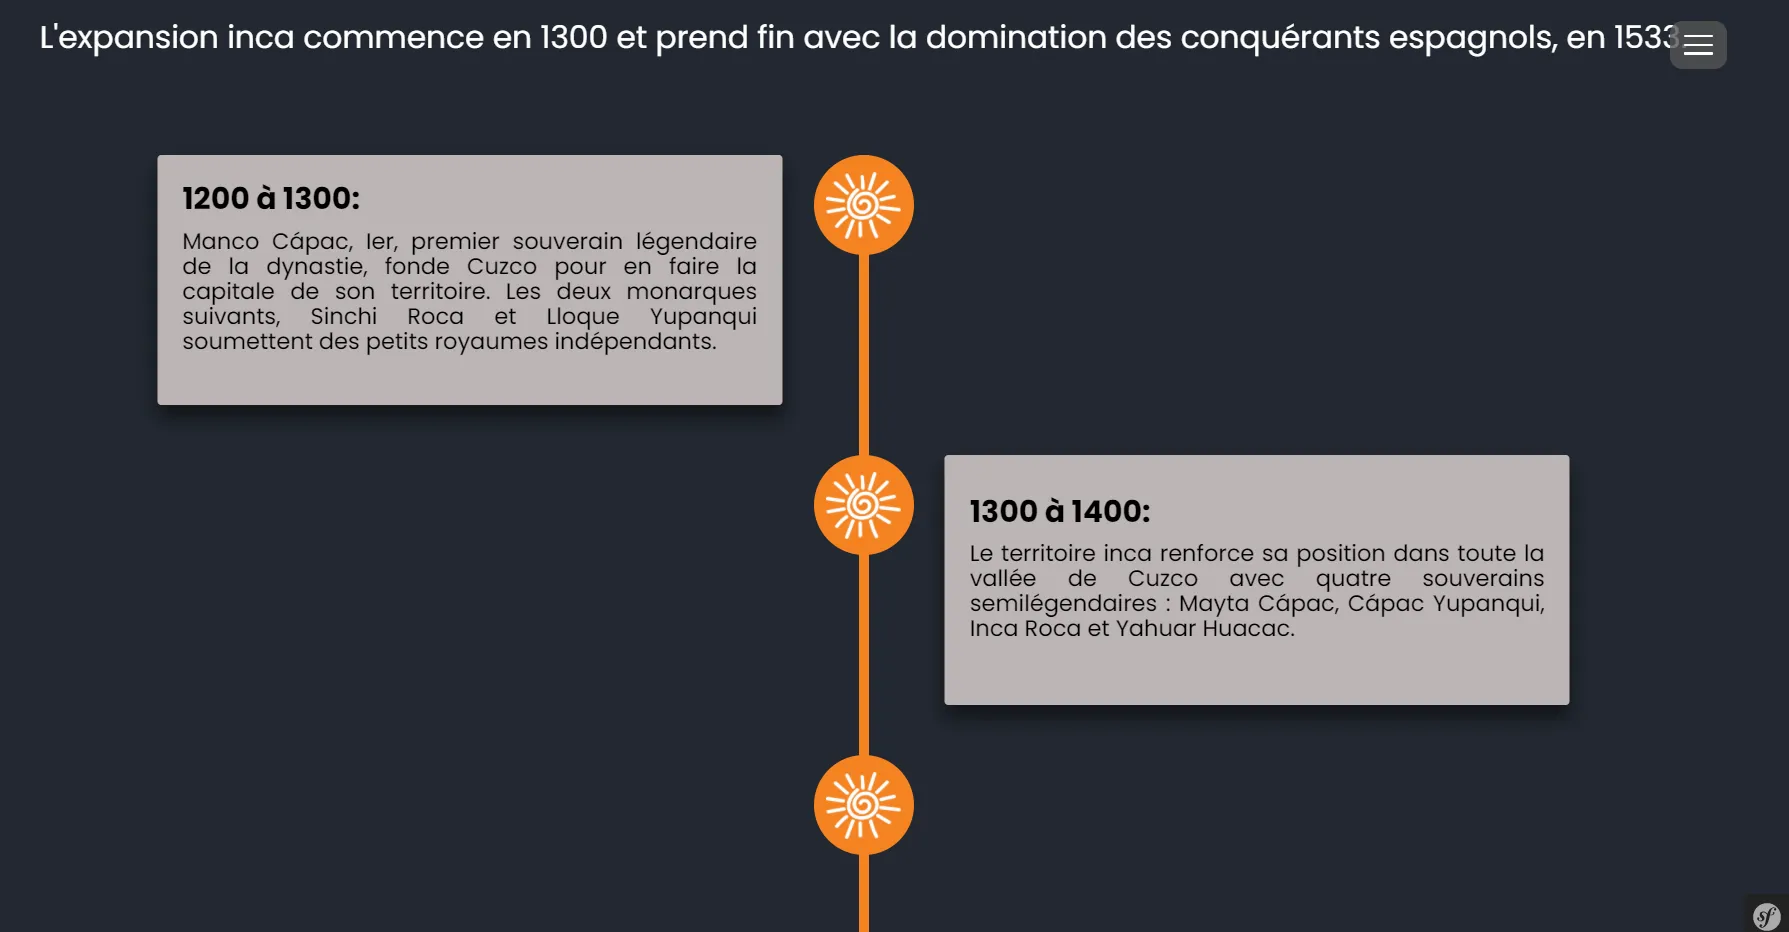 L'expansion inca commence en 1300 et prend fin avec la domination des conquérants espagnols, en 1533
1200 à 1300:
Manco Cápac, Ier, premier souverain légendaire
de la dynastie, fonde Cuzco pour en faire la
capitale de son territoire. Les deux monarques
suivants, Sinchi Roca et Lloque Yupanqui
soumettent des petits royaumes indépendants.
1300 à 1400:
Le territoire inca renforce sa position dans toute la
vallée de Cuzco avec quatre souverains
semilégendaires : Mayta Cápac, Cápac Yupanqui,
Inca Roca et Yahuar Huacac.
sf